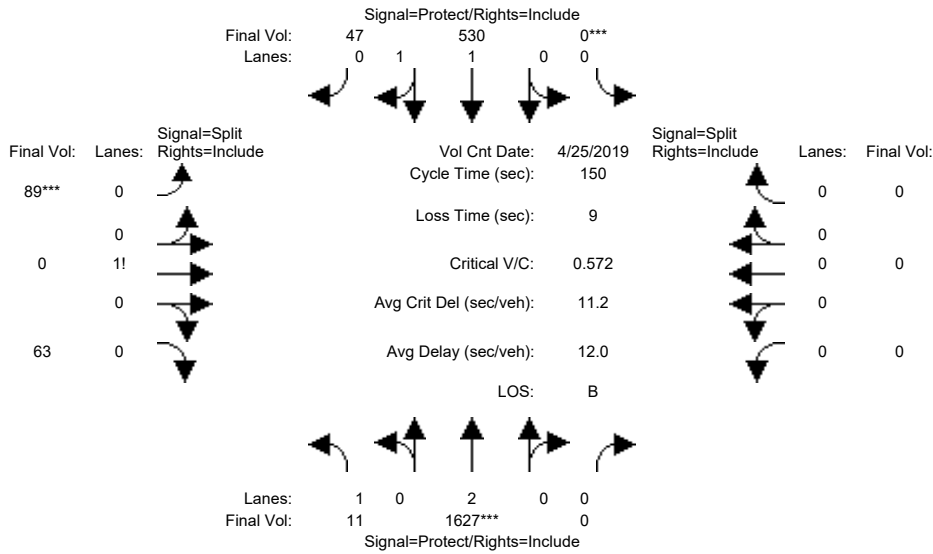 Signal=Protect/Rights=Include
Final Vol: 47 530 0***
Lanes: 0 1 1 0 0
Signal=Split
Final Vol: Lanes: Rights=Include
Vol Cnt Date: 4/25/2019
Signal=Split
Rights=Include Lanes: Final Vol:
Cycle Time (sec): 150
89*** 0
0 0
Loss Time (sec): 9
0
0
0 1!
Critical V/C: 0.572
0 0
0
Avg Crit Del (sec/veh): 11.2
0
63 0
Avg Delay (sec/veh): 12.0
0 0
LOS: B
Lanes: 1 0 2 0 0
Final Vol: 11 1627*** 0
Signal=Protect/Rights=Include